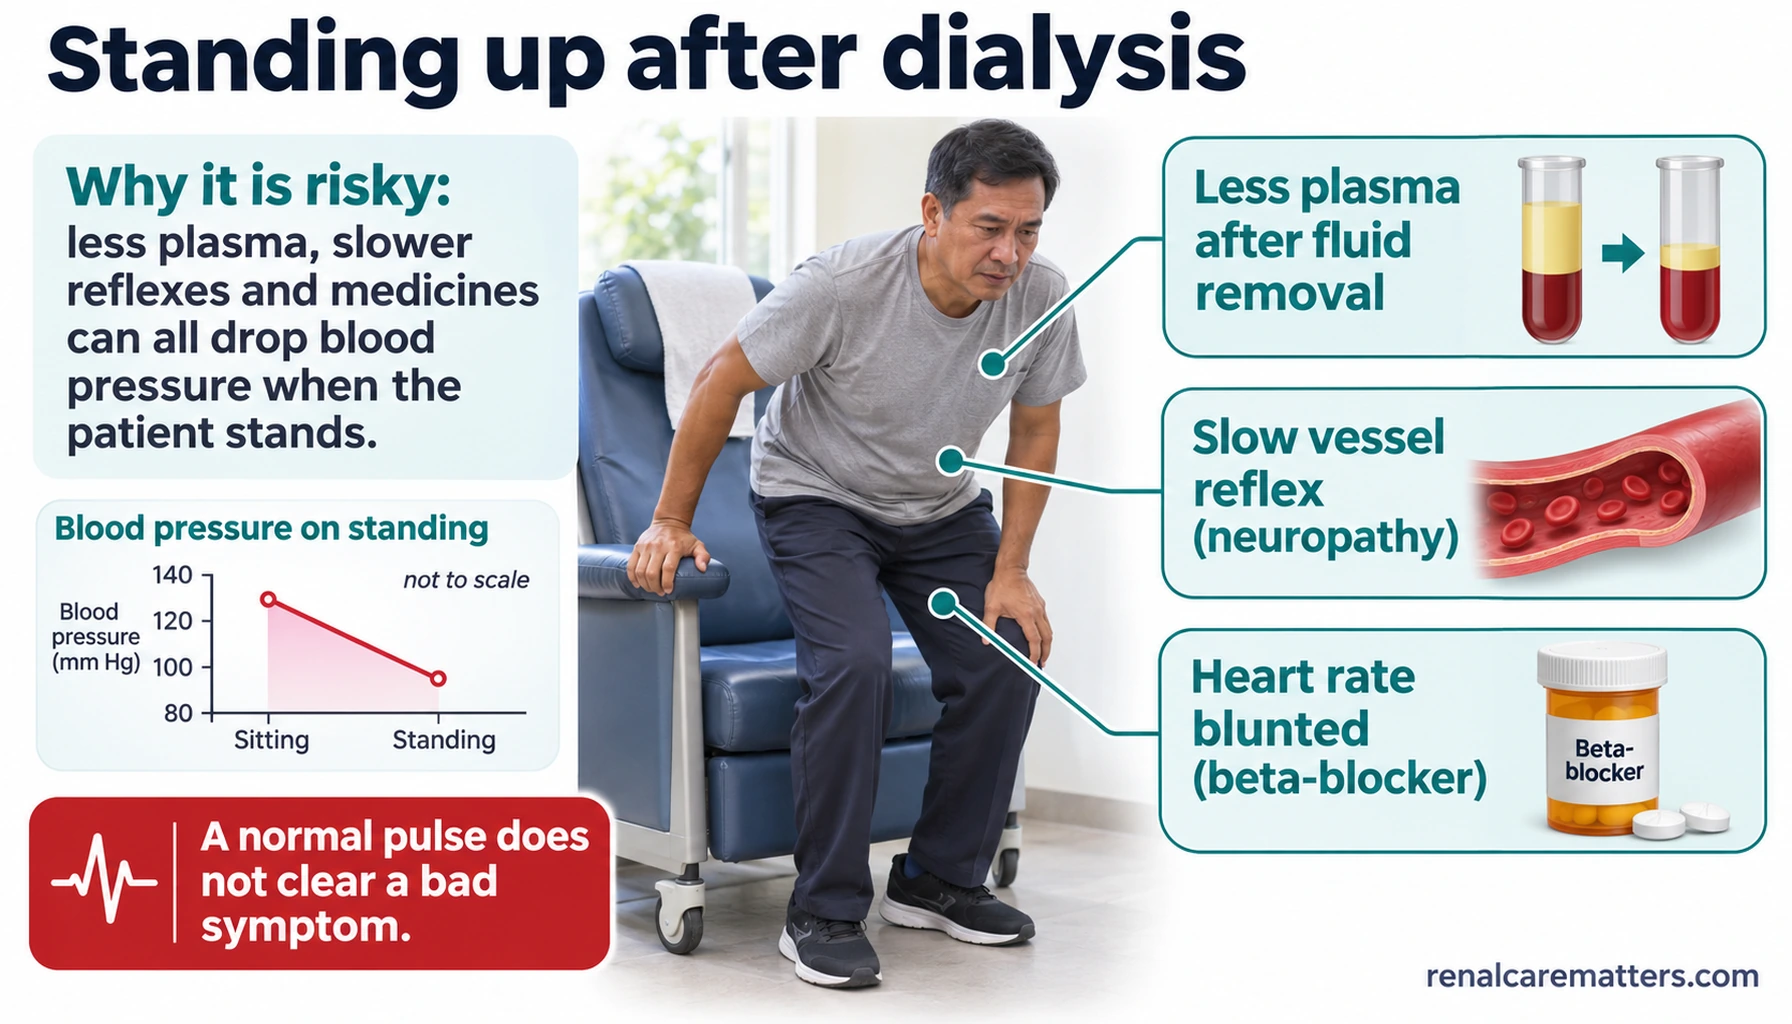 Standing up after dialysis
Why it is risky:
less plasma, slower
reflexes and medicines
can all drop blood
pressure when the
patient stands.
Blood pressure on standing
not to scale
Blood
pressure
(mm Hg)
140
120
100
80
Sitting
Standing
A normal pulse does
not clear a bad
symptom.
Less plasma
after fluid
removal
Slow vessel
reflex
(neuropathy)
Heart rate
blunted
(beta-blocker)
Beta-
blocker
renalcarematters.com